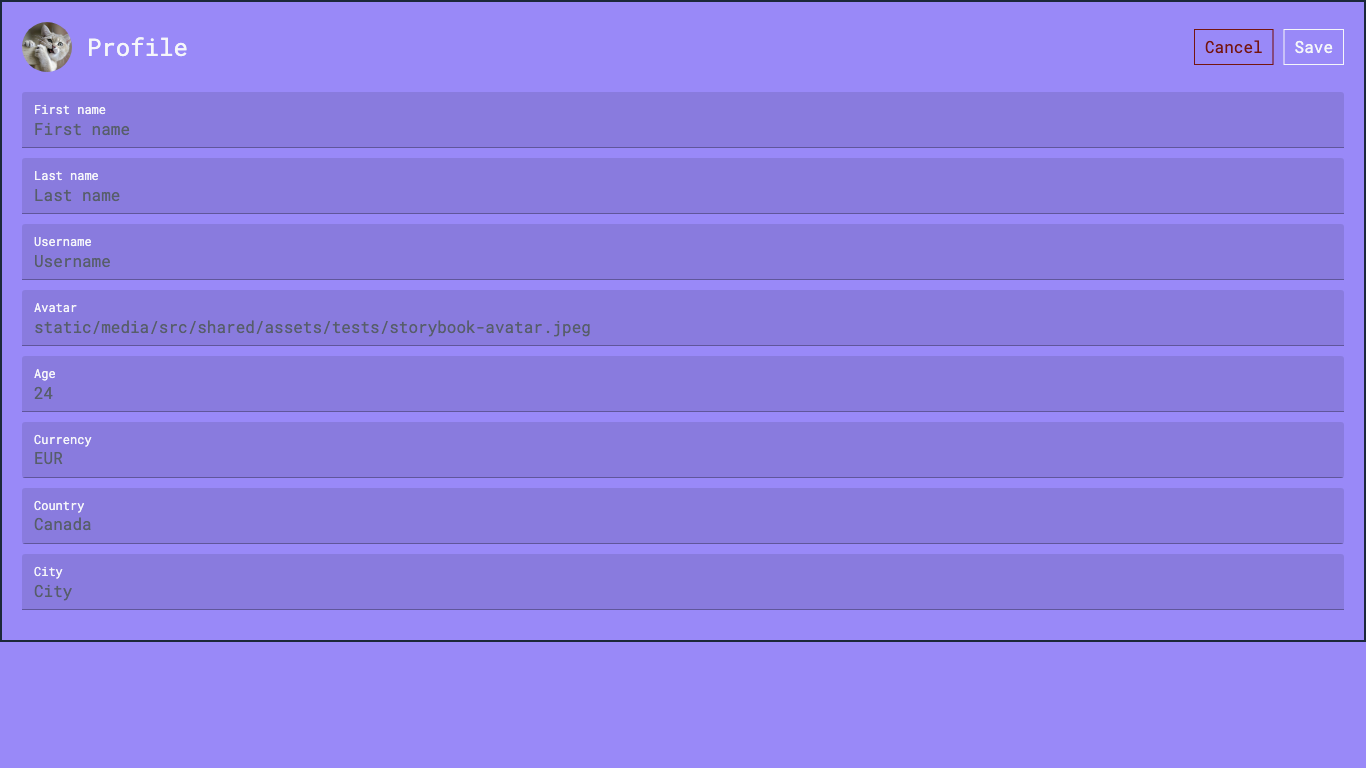 Profile
Cancel
Save
First name
First name
Last name
Last name
Username
Username
Avatar
static/media/src/shared/assets/tests/storybook-avatar.jpeg
Age
24
Currency
EUR
Country
Canada
City
City